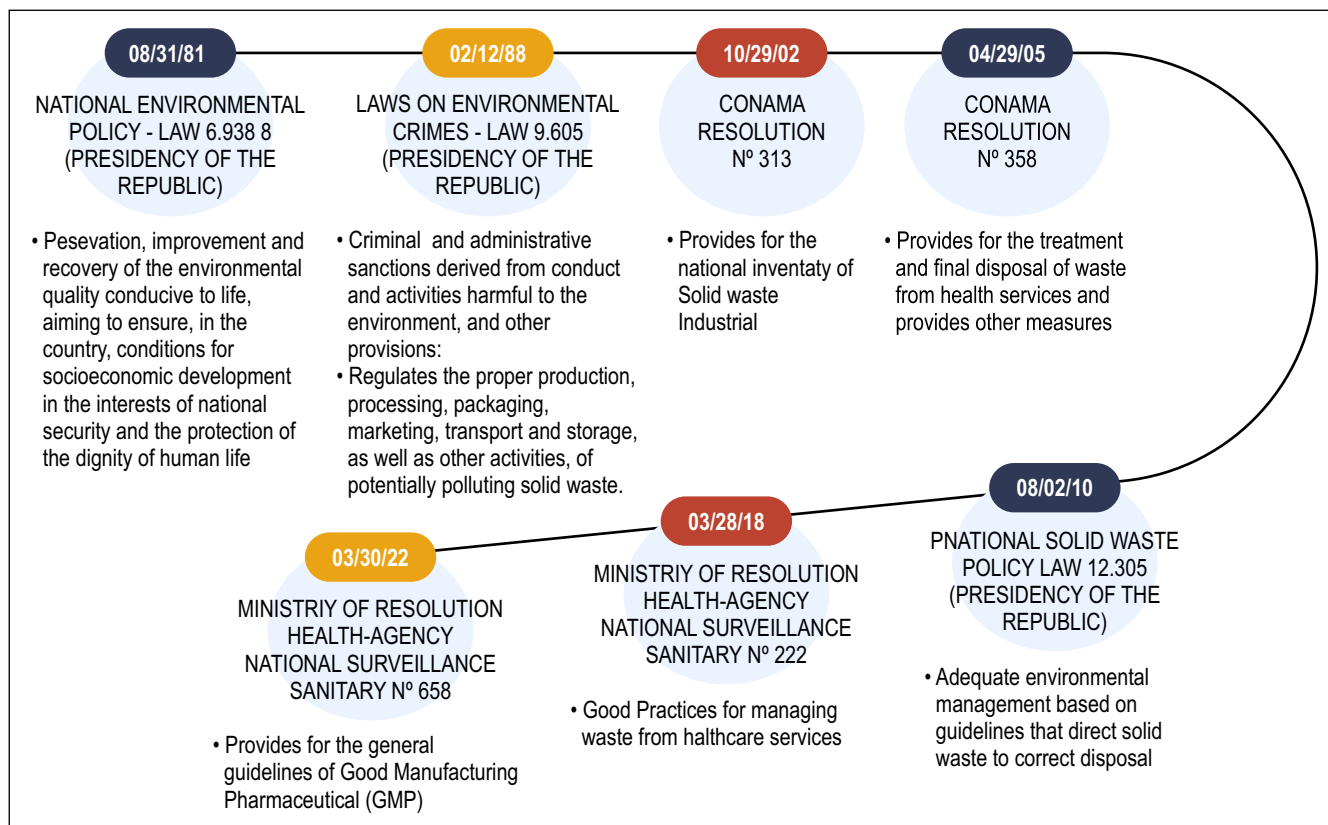 08/31/81
NATIONAL ENVIRONMENTAL
POLICY - LAW 6.938 8
(PRESIDENCY OF THE
REPUBLIC)
• Pesevation, improvement and
recovery of the environmental
quality conducive to life,
aiming to ensure, in the
country, conditions for
socioeconomic development
in the interests of national
security and the protection of
the dignity of human life
02/12/88
LAWS ON ENVIRONMENTAL
CRIMES - LAW 9.605
(PRESIDENCY OF THE
REPUBLIC)
• Criminal and administrative
sanctions derived from conduct
and activities harmful to the
environment, and other
provisions:
• Regulates the proper production,
processing, packaging,
marketing, transport and storage,
as well as other activities, of
potentially polluting solid waste.
10/29/02
CONAMA
RESOLUTION
Nº 313
• Provides for the
national inventaty of
Solid waste
Industrial
04/29/05
CONAMA
RESOLUTION
Nº 358
• Provides for the treatment
and final disposal of waste
from health services and
provides other measures
08/02/10
PNATIONAL SOLID WASTE
POLICY LAW 12.305
(PRESIDENCY OF THE
REPUBLIC)
• Adequate environmental
management based on
guidelines that direct solid
waste to correct disposal
03/28/18
MINISTRIY OF RESOLUTION
HEALTH-AGENCY
NATIONAL SURVEILLANCE
SANITARY Nº 222
• Good Practices for managing
waste from halthcare services
03/30/22
MINISTRIY OF RESOLUTION
HEALTH-AGENCY
NATIONAL SURVEILLANCE
SANITARY Nº 658
• Provides for the general
guidelines of Good Manufacturing
Pharmaceutical (GMP)